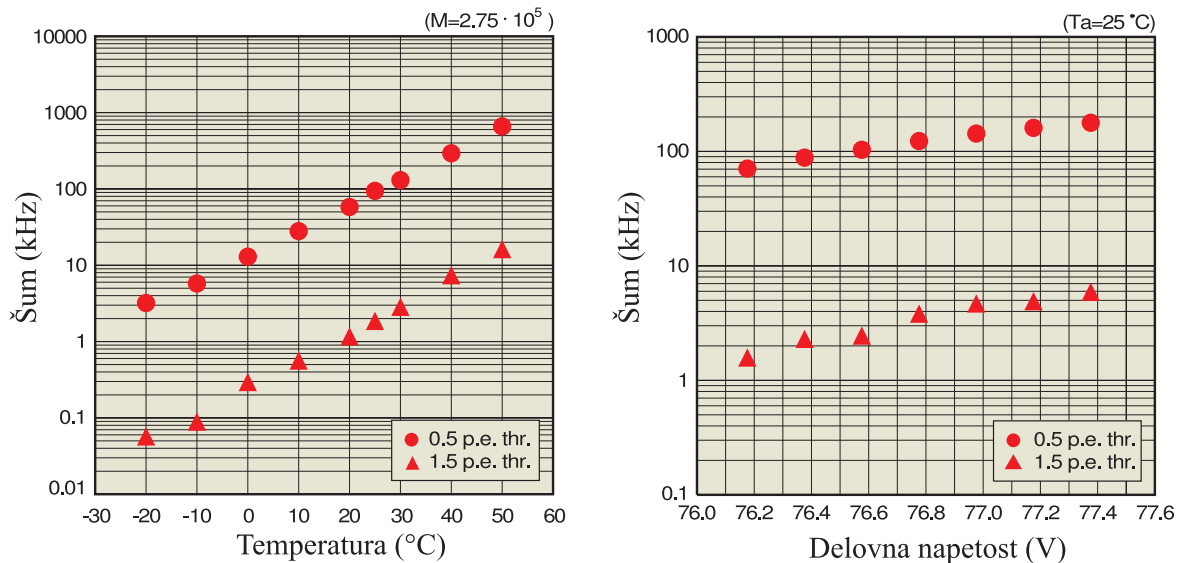 (M=2.75 · 10⁵ )
10000
1000
100
10
1
0.1
0.01
Šum (kHz)
-30 -20 -10 0 10 20 30 40 50 60
Temperatura (°C)
0.5 p.e. thr.
1.5 p.e. thr.
(Ta=25 °C)
1000
100
10
1
0.1
Šum (kHz)
76.0 76.2 76.4 76.6 76.8 77.0 77.2 77.4 77.6
Delovna napetost (V)
0.5 p.e. thr.
1.5 p.e. thr.